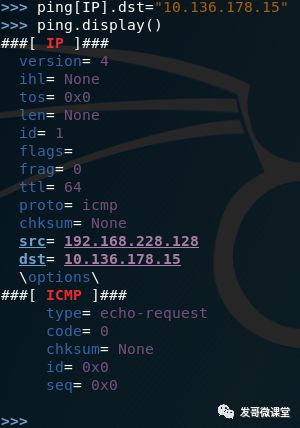 >>> ping[IP].dst="10.136.178.15"
>>> ping.display()
###[ IP ]###
version= 4
ihl= None
tos= 0x0
len= None
id= 1
flags=
frag= 0
ttl= 64
proto= icmp
chksum= None
src= 192.168.228.128
dst= 10.136.178.15
\options\
###[ ICMP ]###
type= echo-request
code= 0
chksum= None
id= 0x0
seq= 0x0
>>>
发哥微课堂